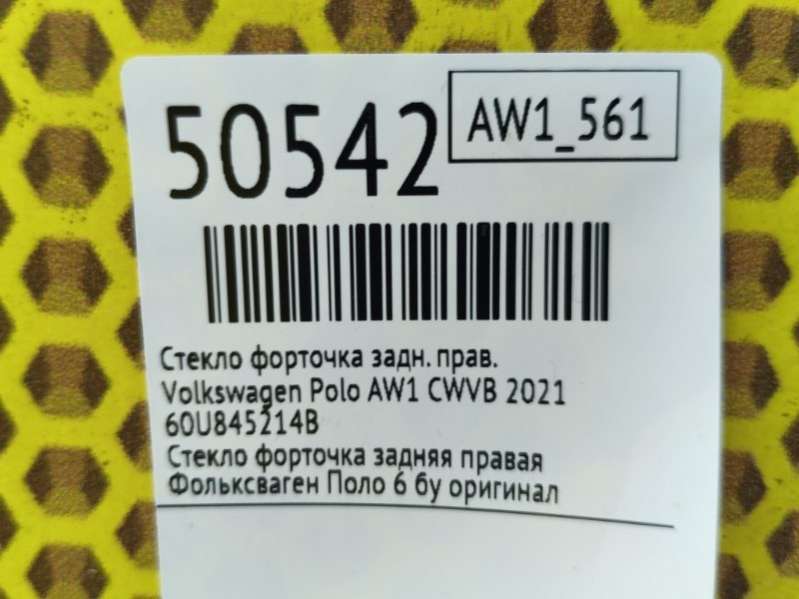 50542
AW1_561
Стекло форточка задн. прав.
Volkswagen Polo AW1 CWVB 2021
60U845214B
Стекло форточка задняя правая
Фольксваген Поло 6 бу оригинал